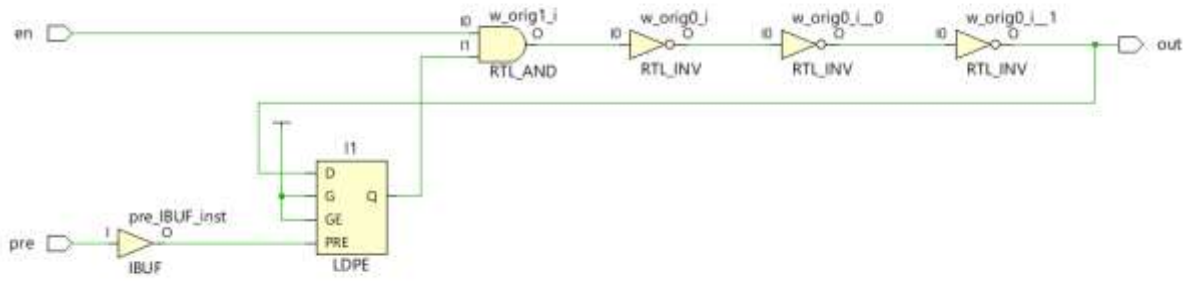 en
I0
I1
w_orig1_i
O
RTL_AND
I0
w_orig0_i
O
RTL_INV
I0
w_orig0_i__0
O
RTL_INV
I0
w_orig0_i__1
O
RTL_INV
out
I1
D
G
GE
PRE
Q
LDPE
pre
I
pre_IBUF_inst
O
IBUF